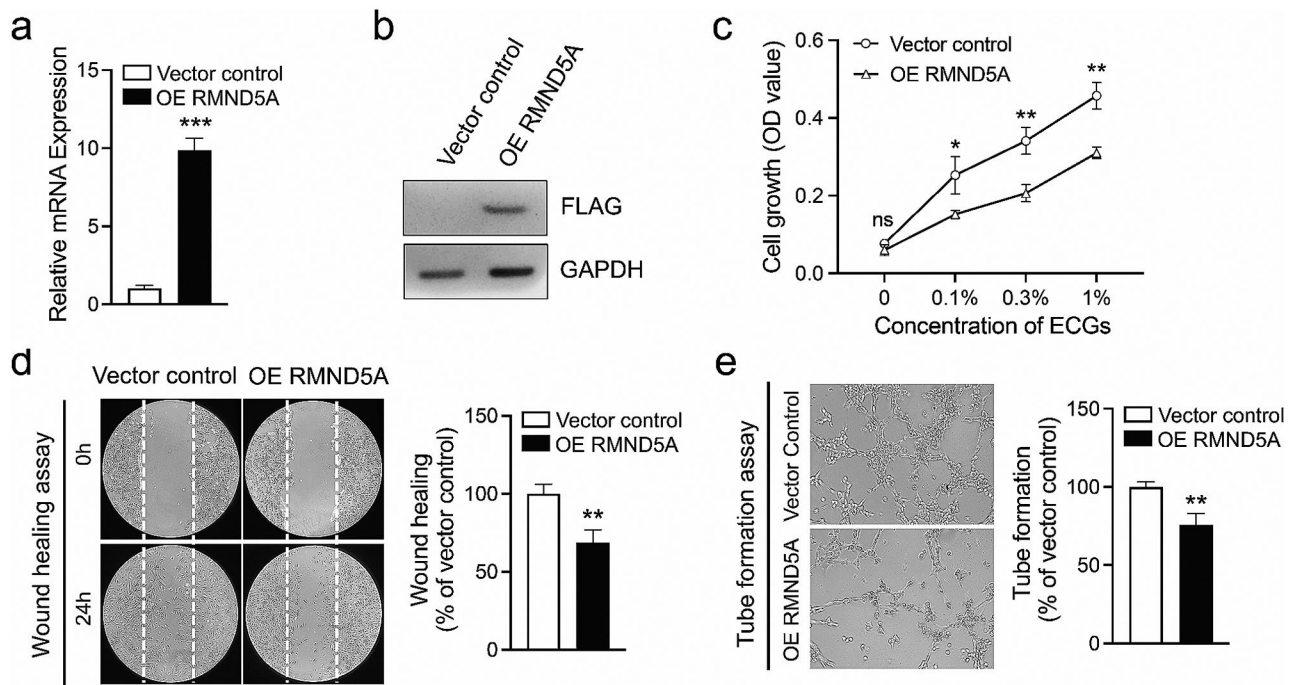 a
Relative mRNA Expression
15
10
5
0
Vector control
OE RMND5A
***
b
Vector control
OE RMND5A
FLAG
GAPDH
c
Cell growth (OD value)
0.6
0.4
0.2
0.0
Vector control
OE RMND5A
ns
*
**
**
0
0.1%
0.3%
1%
Concentration of ECGs
d
Vector control
OE RMND5A
Wound healing assay
0h
24h
Wound healing
(% of vector control)
150
100
50
0
Vector control
OE RMND5A
**
e
Tube formation assay
Vector Control
OE RMND5A
Tube formation
(% of vector control)
150
100
50
0
Vector control
OE RMND5A
**